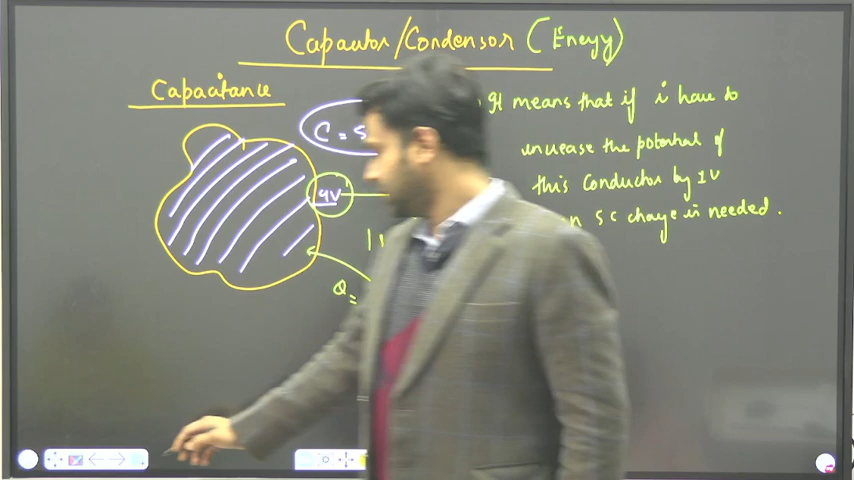 Capacitor/Condensor (Energy)
Capacitance
C = 5
It means that if i have to
increase the potential of
this Conductor by 1V
5C charge is needed.
9V
Q =